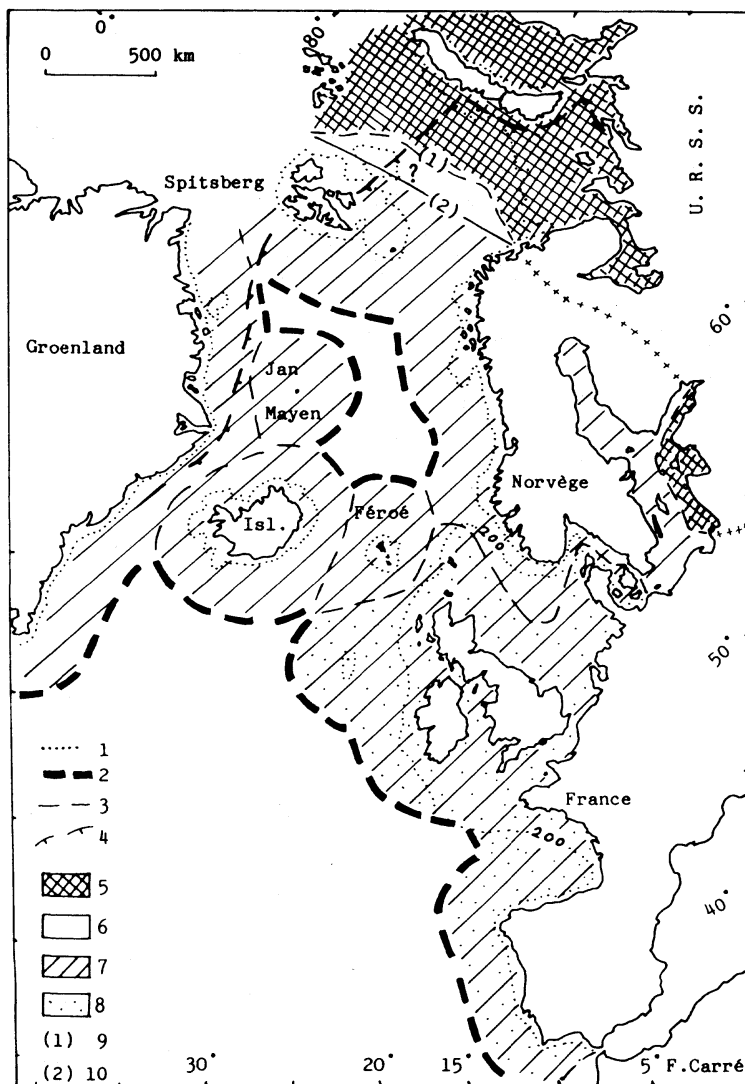 0° 80
0 500 km
U. R. S. S.
Spitsberg
(1)
?
(2)
60°
Groenland
Jan
Mayen
Norvège
Isl.
Féroé
200
50°
1
2
3
4
France
200
5
6
7
8
40°
(1) 9
(2) 10
30° 20° 15 5° F.Carré